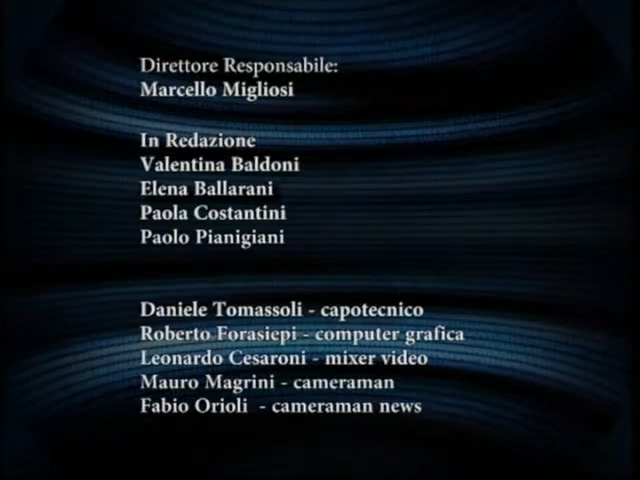 Direttore Responsabile:
Marcello Migliosi
In Redazione
Valentina Baldoni
Elena Ballarani
Paola Costantini
Paolo Pianigiani
Daniele Tomassoli - capotecnico
Roberto Forasiepi - computer grafica
Leonardo Cesaroni - mixer video
Mauro Magrini - cameraman
Fabio Orioli - cameraman news